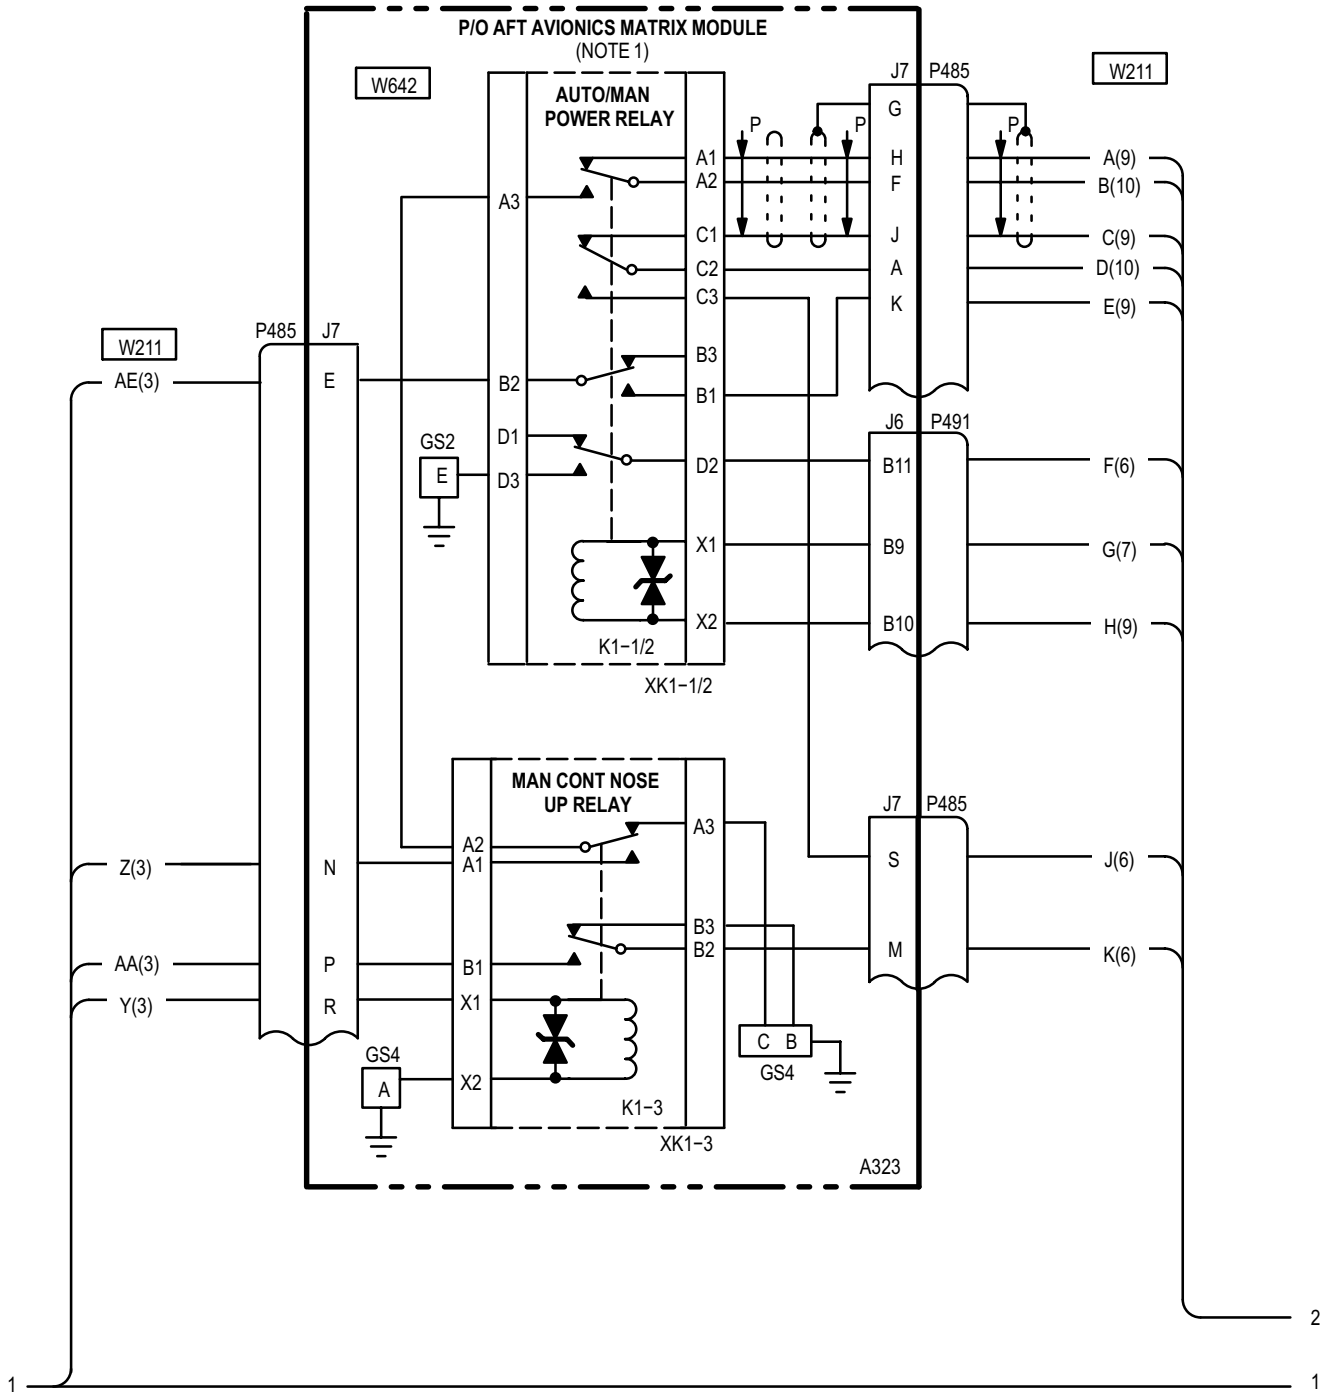 P/O AFT AVIONICS MATRIX MODULE
(NOTE 1)
W642
AUTO/MAN
POWER RELAY
J7 P485
W211
G
P
P
P
A1
H
A(9)
A3
A2
F
B(10)
C1
J
C(9)
C2
A
D(10)
C3
K
E(9)
W211
P485 J7
B3
AE(3)
E
B2
B1
J6 P491
GS2
D1
E
D3
D2
B11
F(6)
X1
B9
G(7)
X2
B10
H(9)
K1-1/2
XK1-1/2
MAN CONT NOSE
UP RELAY
J7 P485
A3
A2
Z(3)
N
A1
S
J(6)
B3
B2
M
K(6)
AA(3)
P
B1
Y(3)
R
X1
C B
GS4
GS4
A
X2
K1-3
XK1-3
A323
2
1
1